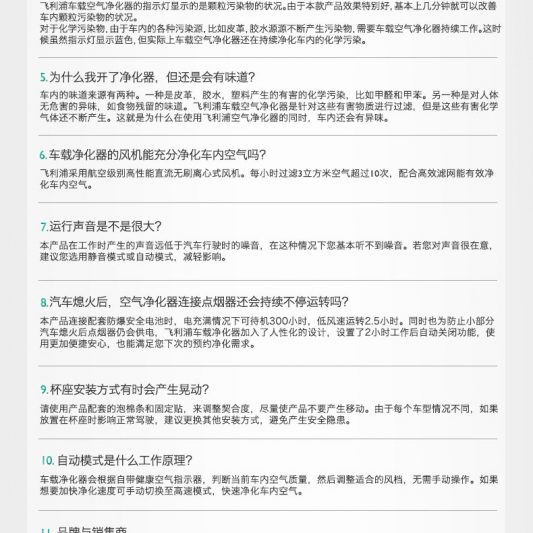 飞利浦车载空气净化器的指示灯显示的是颗粒污染物的状况。由于本款产品效果特别好，基本上几分钟就可以改善
车内颗粒污染物的状况。
对于化学污染物，由于车内的各种污染源，比如皮革，胶水源源不断产生污染物，需要车载空气净化器持续工作。这时
候虽然指示灯显示蓝色，但实际上车载空气净化器还在持续净化车内的化学污染。
5.为什么我开了净化器，但还是会有味道？
车内的味道来源有两种。一种是皮革，胶水，塑料产生的有害的化学污染，比如甲醛和甲苯。另一种是对人体
无危害的异味，如食物残留的味道。飞利浦车载空气净化器是针对这些有害物质进行过滤，但是这些有害化学
气体还不断产生。这就是为什么在使用飞利浦空气净化器的同时，车内还会有异味。
6.车载净化器的风机能充分净化车内空气吗？
飞利浦采用航空级别高性能直流无刷离心式风机。每小时过滤3立方米空气超过10次，配合高效滤网能有效净
化车内空气。
7.运行声音是不是很大？
本产品在工作时产生的声音远低于汽车行驶时的噪音，在这种情况下您基本听不到噪音。若您对声音很在意，
建议您选用静音模式或自动模式，减轻影响。
8.汽车熄火后，空气净化器连接点烟器还会持续不停运转吗？
本产品连接配套防爆安全电池时，电充满情况下可待机300小时，低风速运转2.5小时。同时也为防止小部分
汽车熄火后点烟器仍会供电，飞利浦车载净化器加入了人性化的设计，设置了2小时工作后自动关闭功能，使
用更加便捷安心，也能满足您下次的预约净化需求。
9.杯座安装方式有时会产生晃动？
请使用产品配套的泡棉条和固定贴，来调整契合度，尽量使产品不要产生移动。由于每个车型情况不同，如果
放置在杯座时影响正常驾驶，建议更换其他安装方式，避免产生安全隐患。
10.自动模式是什么工作原理？
车载净化器会根据自带健康空气指示器，判断当前车内空气质量，然后调整适合的风档，无需手动操作。如果
想要加快净化速度可手动切换至高速模式，快速净化车内空气。
11.品牌与销售商